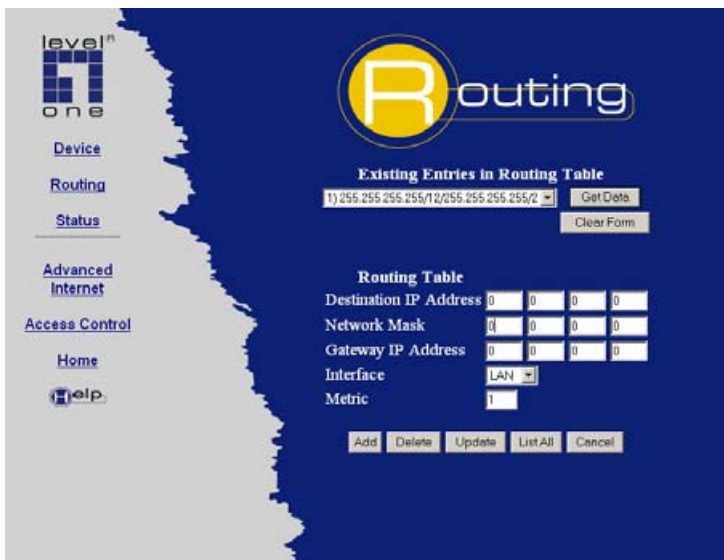 level
one
Device
Routing
Status
Advanced
Internet
Access Control
Home
Help
Routing
Existing Entries in Routing Table
1) 255.255.255.255/12/255.255.255.255/2 Get Data
Clear Form
Routing Table
Destination IP Address 0 0 0 0
Network Mask 0 0 0 0
Gateway IP Address 0 0 0 0
Interface LAN
Metric 1
Add Delete Update List All Cancel